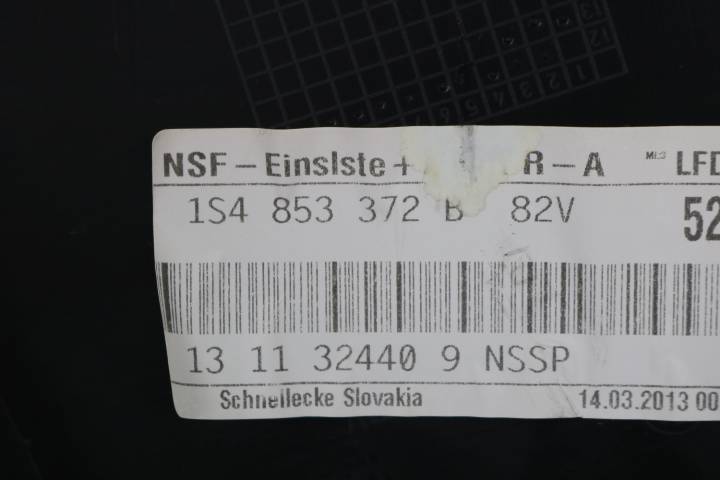 NSF-Einslste+ R-A LFD
1S4 853 372 B 82V 52
13 11 32440 9 NSSP
Schnellecke Slovakia 14.03.2013 00